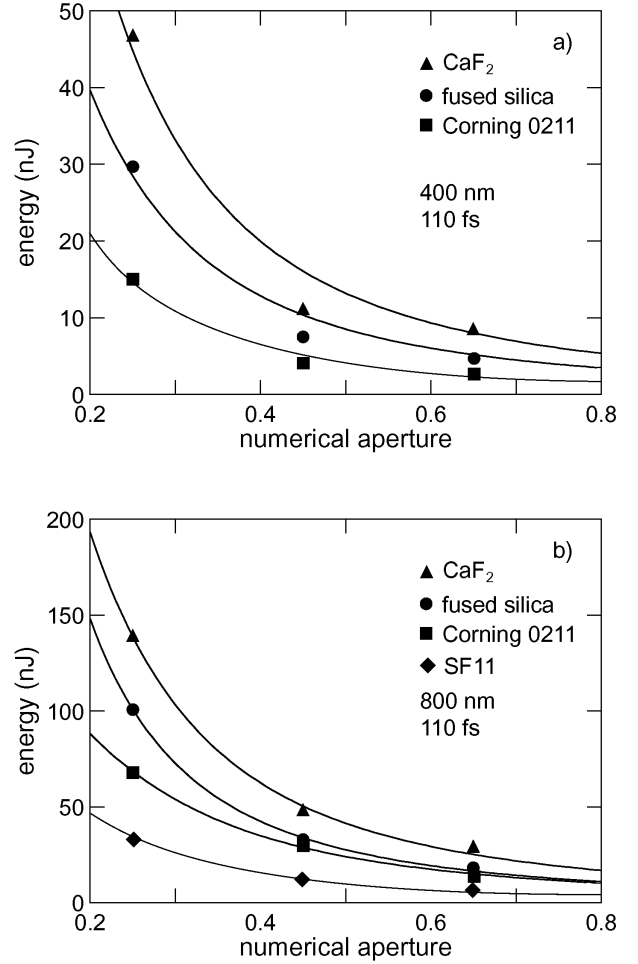 50
a)
CaF₂
40
fused silica
Corning 0211
30
energy (nJ)
400 nm
20
110 fs
10
0
0.2 0.4 0.6 0.8
numerical aperture
200
b)
CaF₂
fused silica
150
Corning 0211
SF11
energy (nJ)
800 nm
100
110 fs
50
0
0.2 0.4 0.6 0.8
numerical aperture